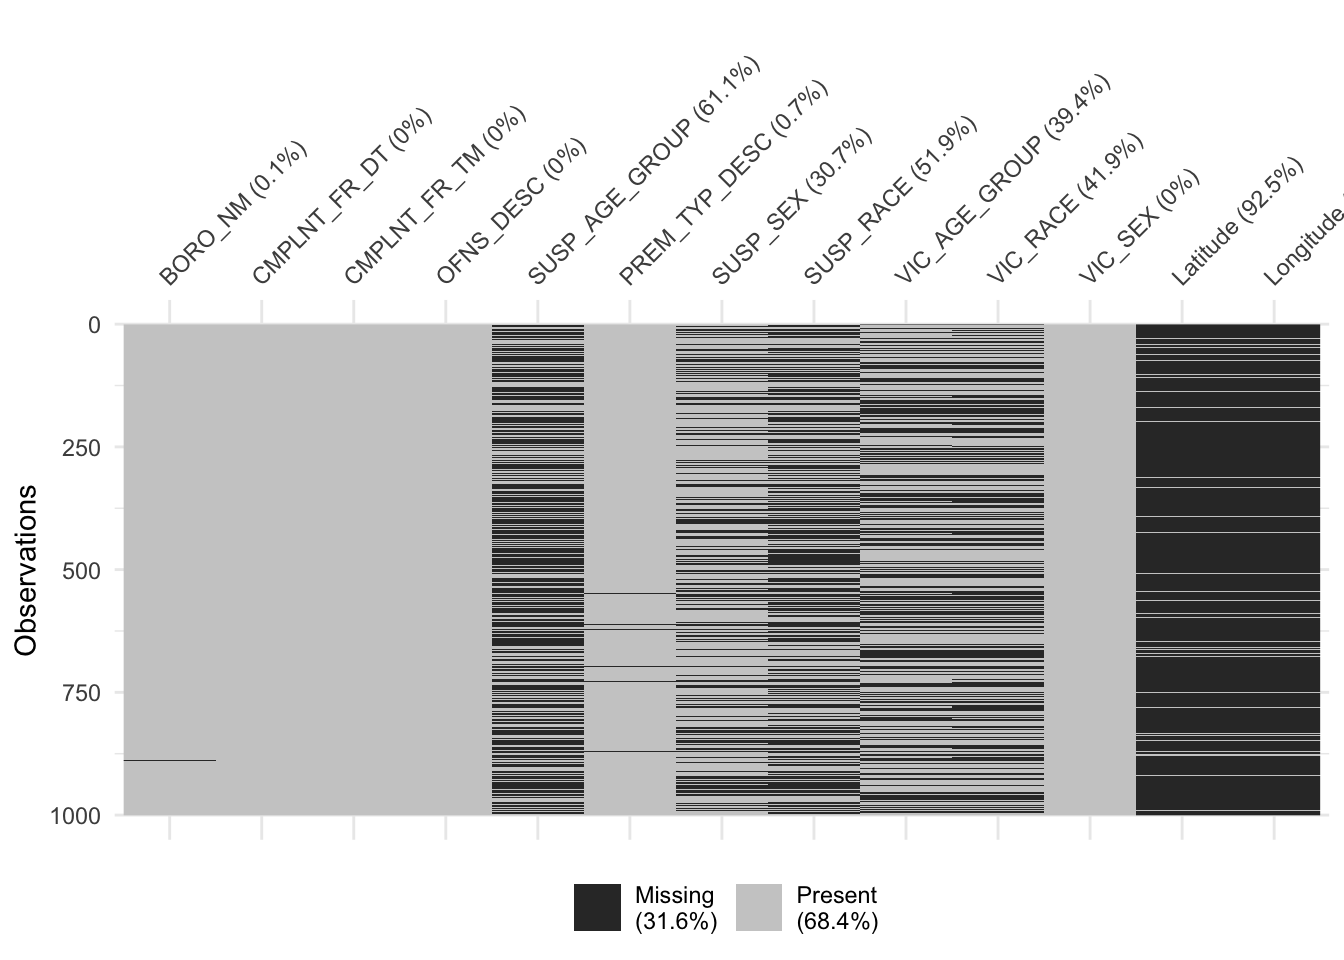 BORO_NM (0.1%)
CMPLNT_FR_DT (0%)
CMPLNT_FR_TM (0%)
OFNS_DESC (0%)
SUSP_AGE_GROUP (61.1%)
PREM_TYP_DESC (0.7%)
SUSP_SEX (30.7%)
SUSP_RACE (51.9%)
VIC_AGE_GROUP (39.4%)
VIC_RACE (41.9%)
VIC_SEX (0%)
Latitude (92.5%)
Longitude
0
250
500
750
1000
Observations
Missing
(31.6%)
Present
(68.4%)